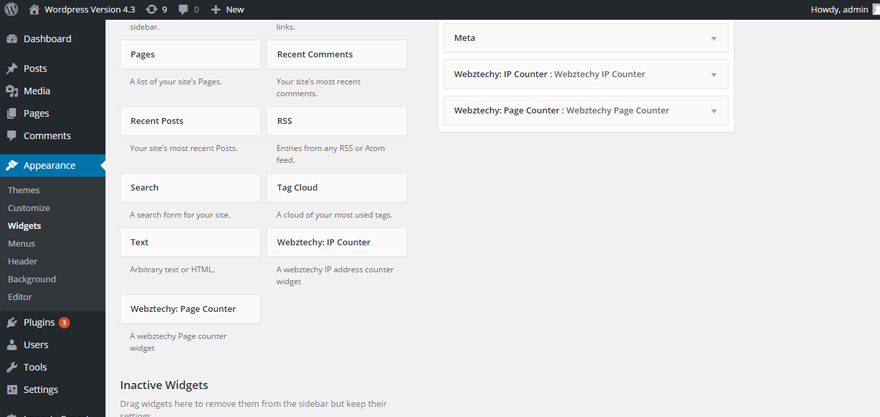 Wordpress Version 4.3 9 0 New Howdy, admin
Dashboard
Posts
Media
Pages
Comments
Appearance
Themes
Customize
Widgets
Menus
Header
Background
Editor
Plugins 3
Users
Tools
Settings
sidebar.
links.
Pages
Recent Comments
A list of your site's Pages.
Your site's most recent
comments.
Recent Posts
RSS
Your site's most recent Posts.
Entries from any RSS or Atom
feed.
Search
Tag Cloud
A search form for your site.
A cloud of your most used tags.
Text
Webztechy: IP Counter
Arbitrary text or HTML.
A webztechy IP address counter
widget
Webztechy: Page Counter
A webztechy Page counter
widget
Inactive Widgets
Drag widgets here to remove them from the sidebar but keep their
settings.
Meta
Webztechy: IP Counter : Webztechy IP Counter
Webztechy: Page Counter : Webztechy Page Counter